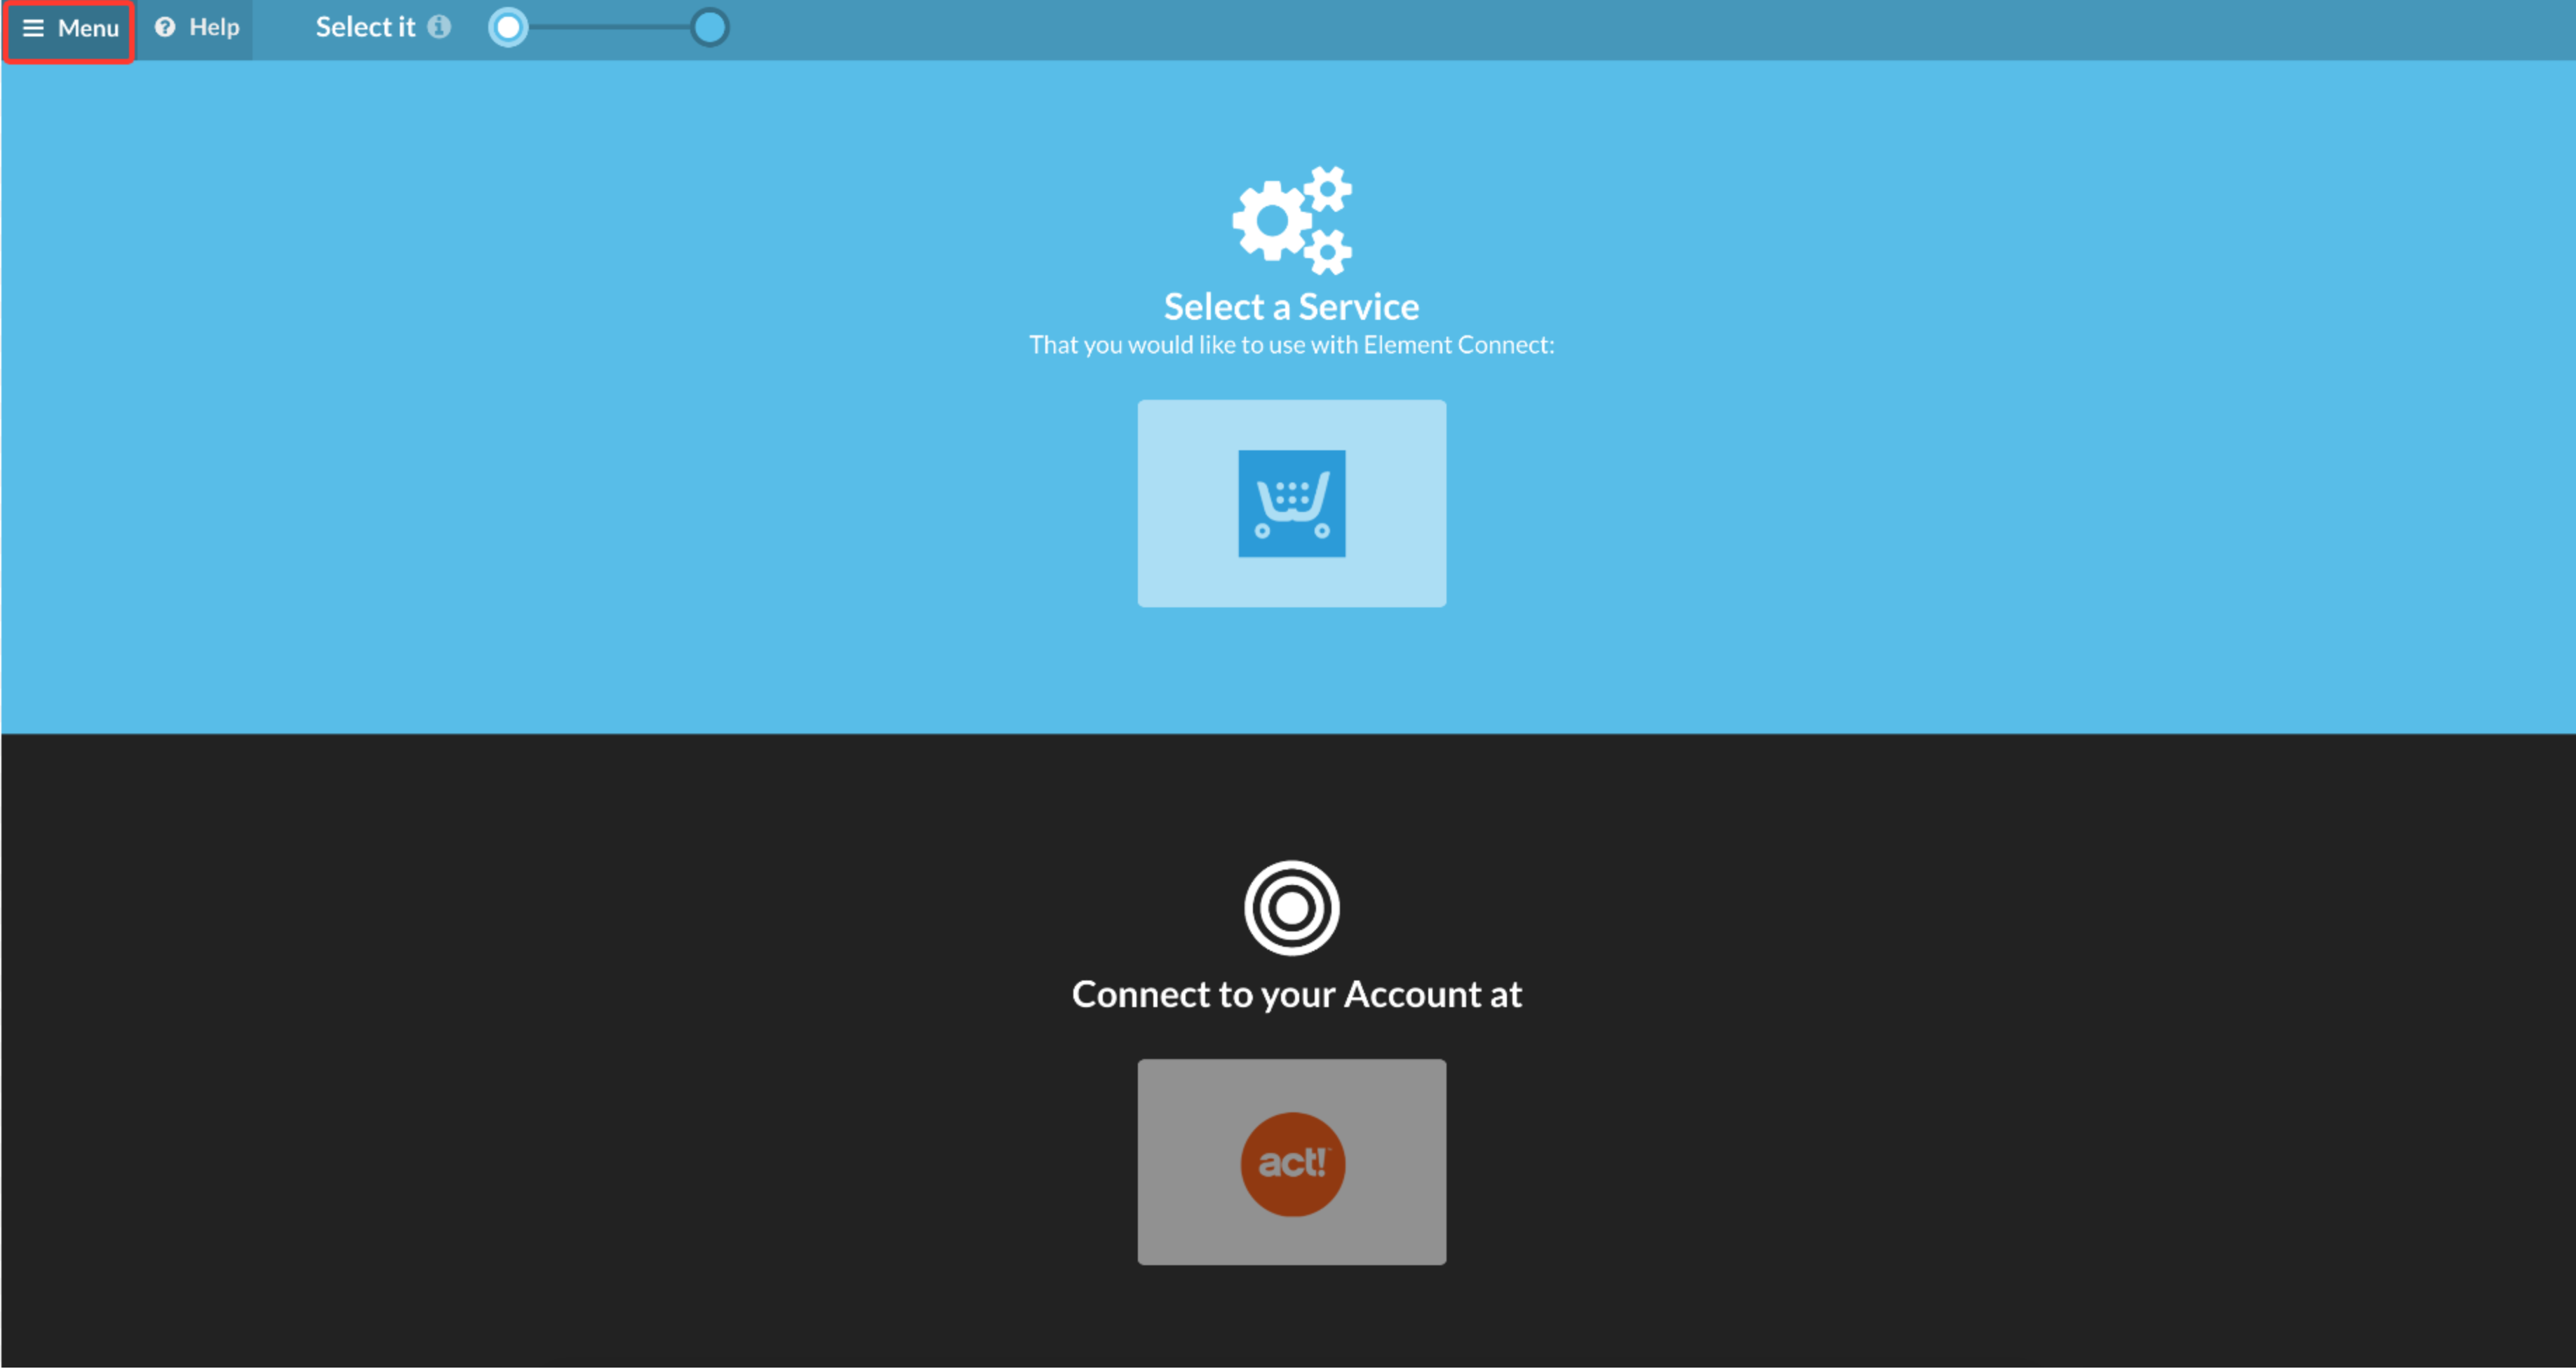 Menu
Help
Select it
Select a Service
That you would like to use with Element Connect:
Connect to your Account at
act!